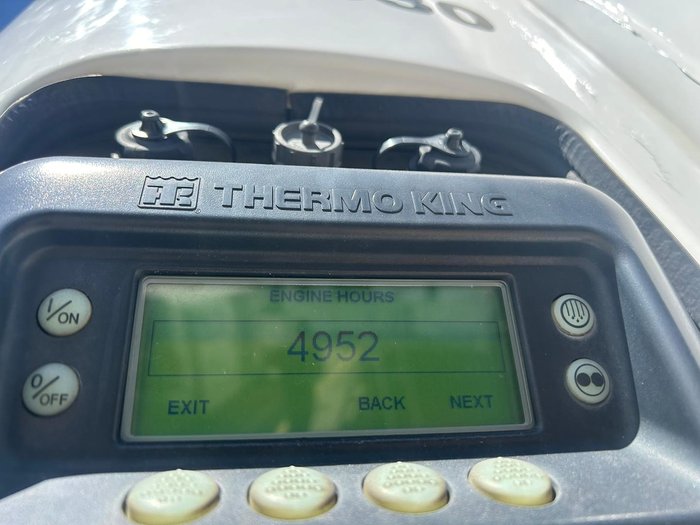 THERMO KING
ENGINE HOURS
4952
EXIT BACK NEXT
I/ON
O/OFF